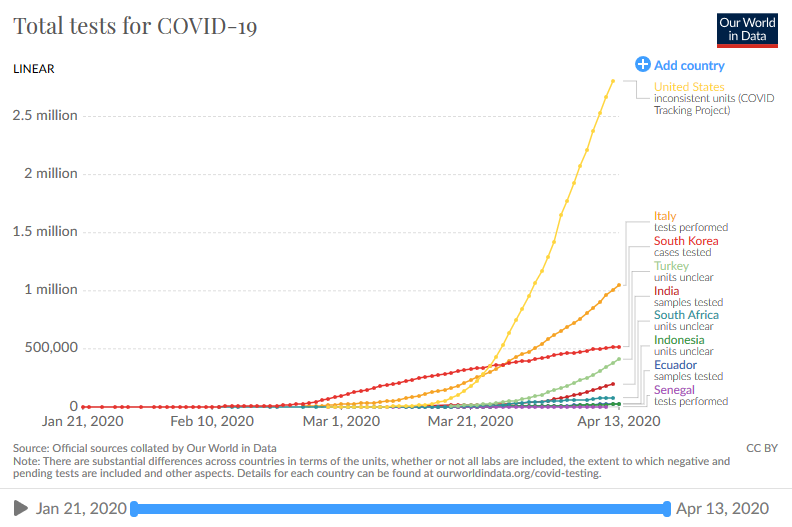 Total tests for COVID-19
Our World
in Data
LINEAR
Add country
United States
inconsistent units (COVID
Tracking Project)
2.5 million
2 million
1.5 million
1 million
500,000
0
Italy
tests performed
South Korea
cases tested
Turkey
units unclear
India
samples tested
South Africa
units unclear
Indonesia
units unclear
Ecuador
samples tested
Senegal
tests performed
Jan 21, 2020
Feb 10, 2020
Mar 1, 2020
Mar 21, 2020
Apr 13, 2020
Source: Official sources collated by Our World in Data
CC BY
Note: There are substantial differences across countries in terms of the units, whether or not all labs are included, the extent to which negative and
pending tests are included and other aspects. Details for each country can be found at ourworldindata.org/covid-testing.
Jan 21, 2020
Apr 13, 2020